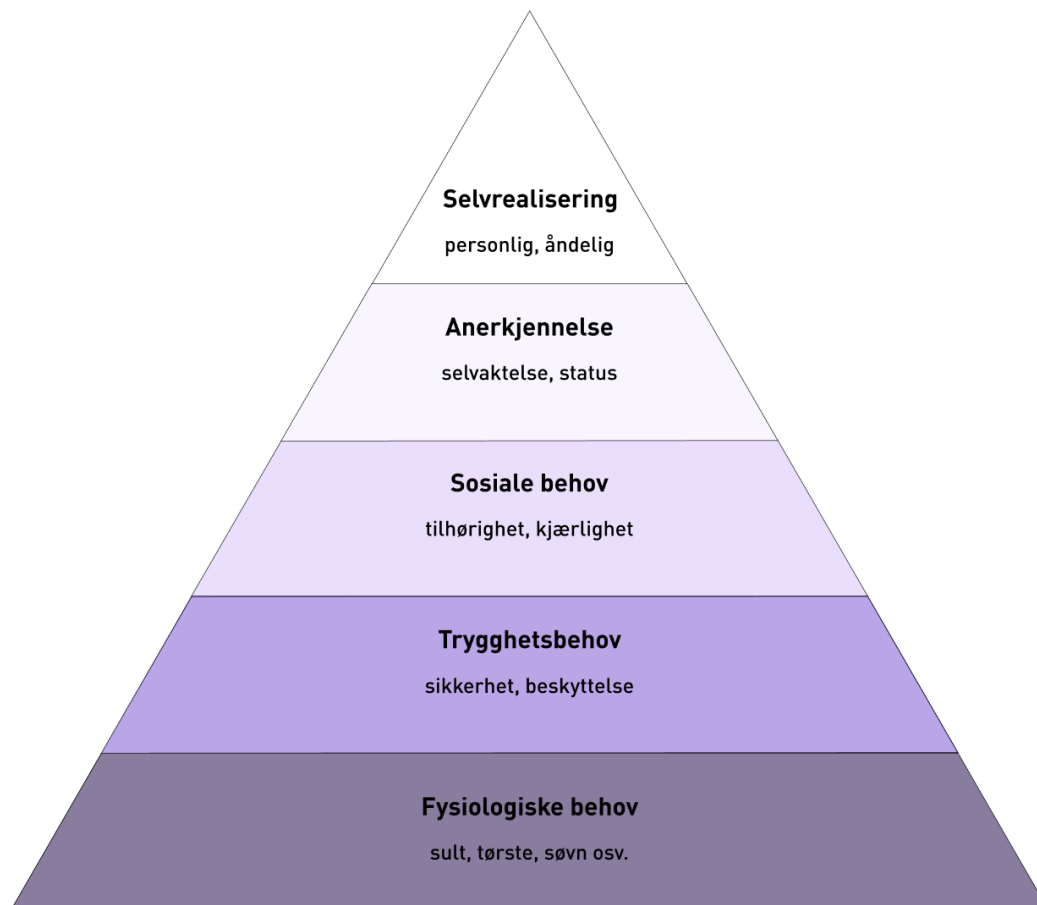 Selvrealisering
personlig, åndelig
Anerkjennelse
selvaktelse, status
Sosiale behov
tilhørighet, kjærlighet
Trygghetsbehov
sikkerhet, beskyttelse
Fysiologiske behov
sult, tørste, søvn osv.